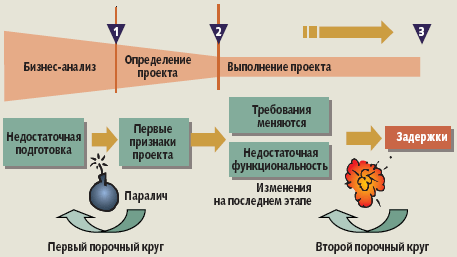 1
2
3
Бизнес-анализ
Определение
проекта
Выполнение проекта
Недостаточная
подготовка
Первые
признаки
проекта
Требования
меняются
Недостаточная
функциональность
Задержки
Паралич
Изменения
на последнем этапе
Первый порочный круг
Второй порочный круг